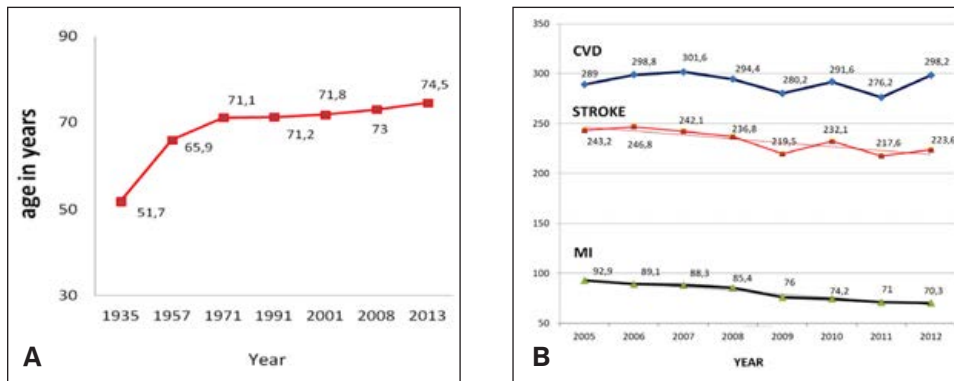 90
70
50
30
age in years
51,7
65,9
71,1
71,2
71,8
73
74,5
1935 1957 1971 1991 2001 2008 2013
Year
A
350
300
250
200
150
100
50
CVD
289 298,8 301,6 294,4 280,2 291,6 276,2 298,2
STROKE
243,2 246,8 242,1 236,8 219,5 232,1 217,6 223,6
MI
92,9 89,1 88,3 85,4 76 74,2 71 70,3
2005 2006 2007 2008 2009 2010 2011 2012
YEAR
B